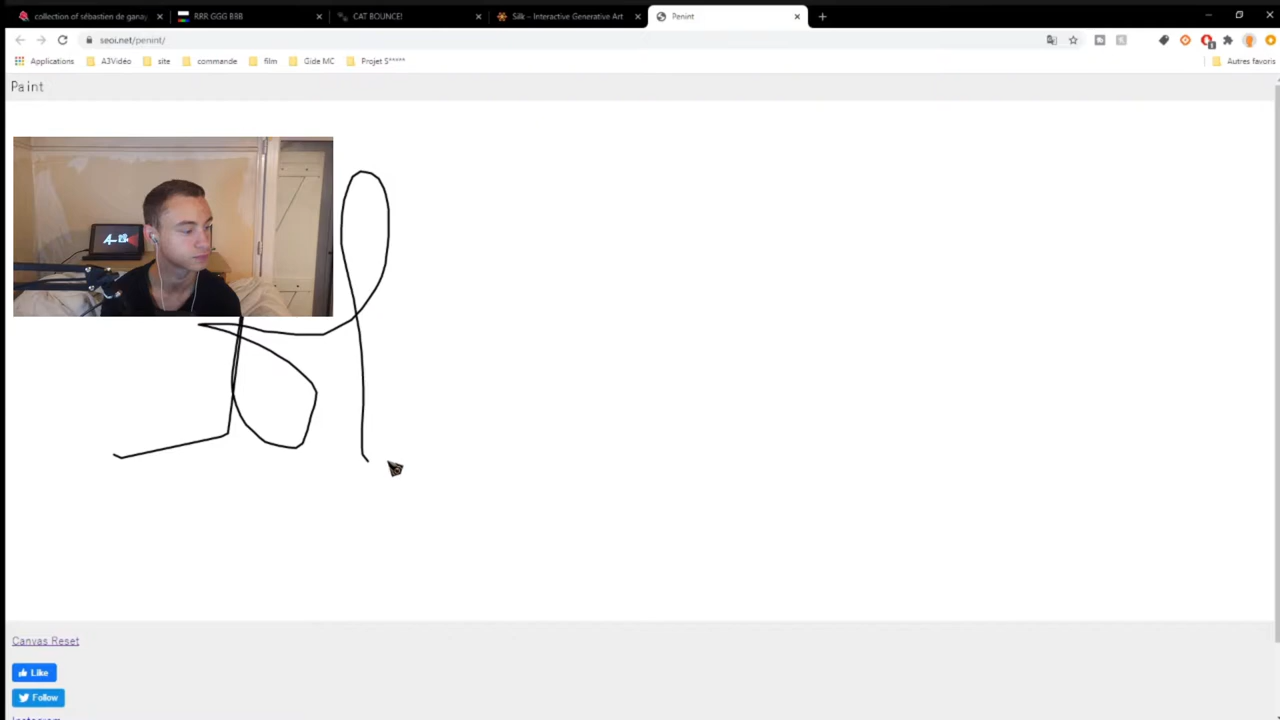 collection of sébastien de ganay
RRR GGG BBB
CAT BOUNCE!
Silk – Interactive Generative Art
Penint
seoi.net/penint/
Applications
A3Vidéo
site
commande
film
Gide MC
Projet S*****
Autres favoris
Paint
Canvas Reset
Like
Follow
Instagram